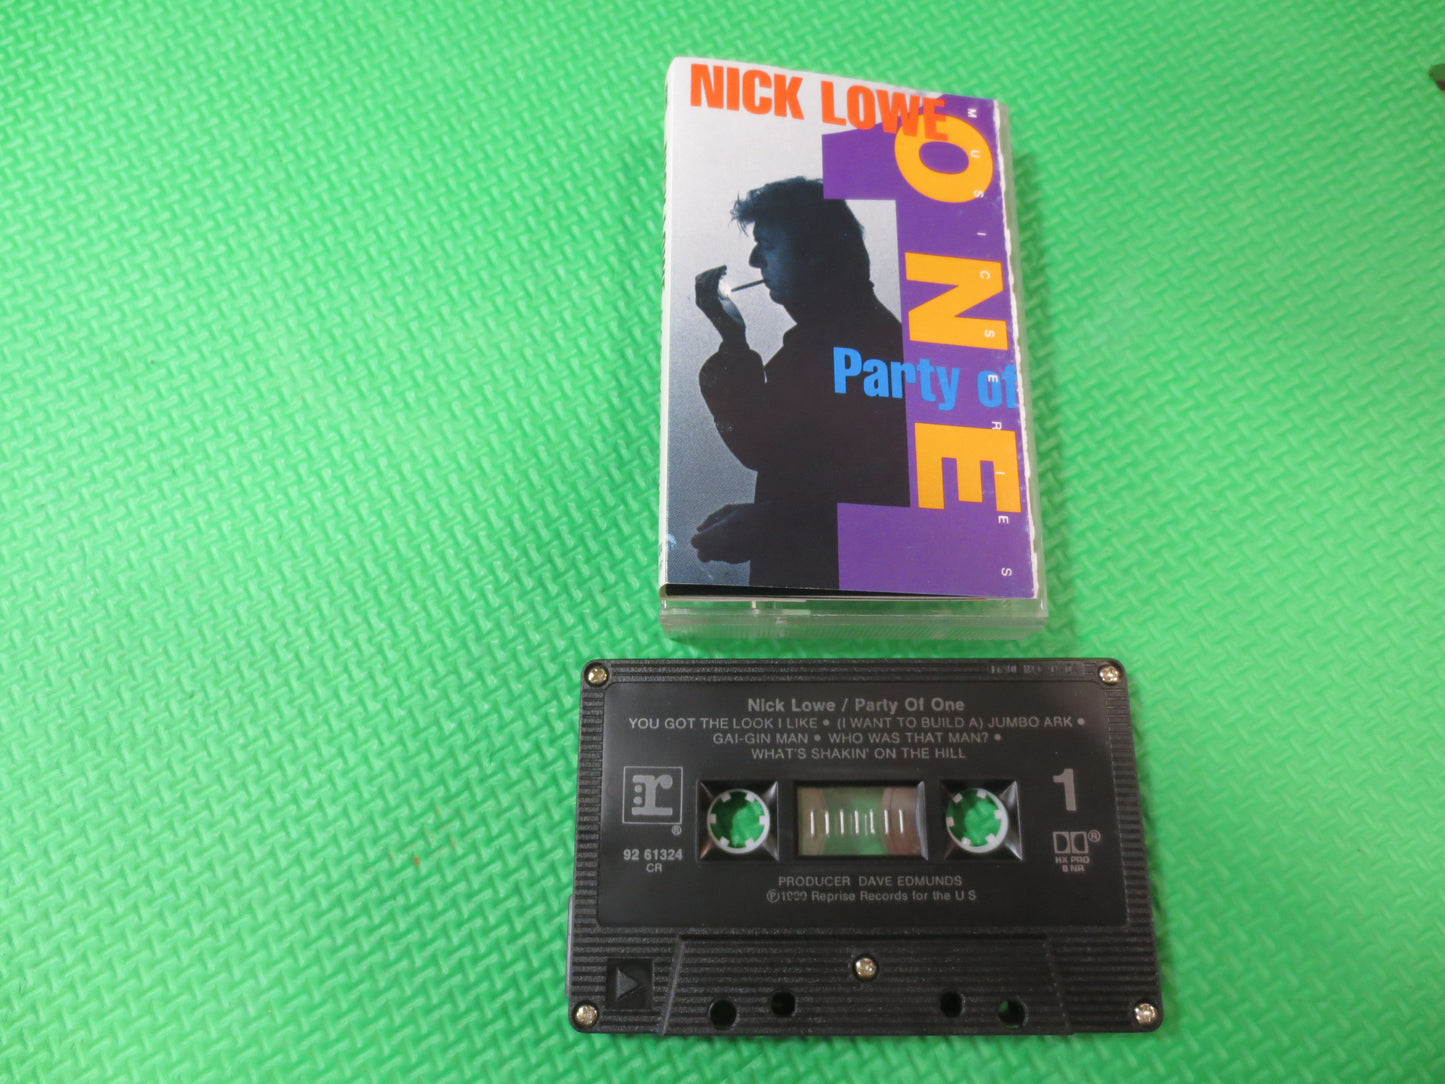 NICK LOWE
ONE
MUSIC SERIES
Party of
Nick Lowe / Party Of One
YOU GOT THE LOOK I LIKE • (I WANT TO BUILD A) JUMBO ARK •
GAI-GIN MAN • WHO WAS THAT MAN? •
WHAT'S SHAKIN' ON THE HILL
r
®
1
92 61324
CR
®
HX PRO
B NR
PRODUCER DAVE EDMUNDS
Reprise Records for the U S